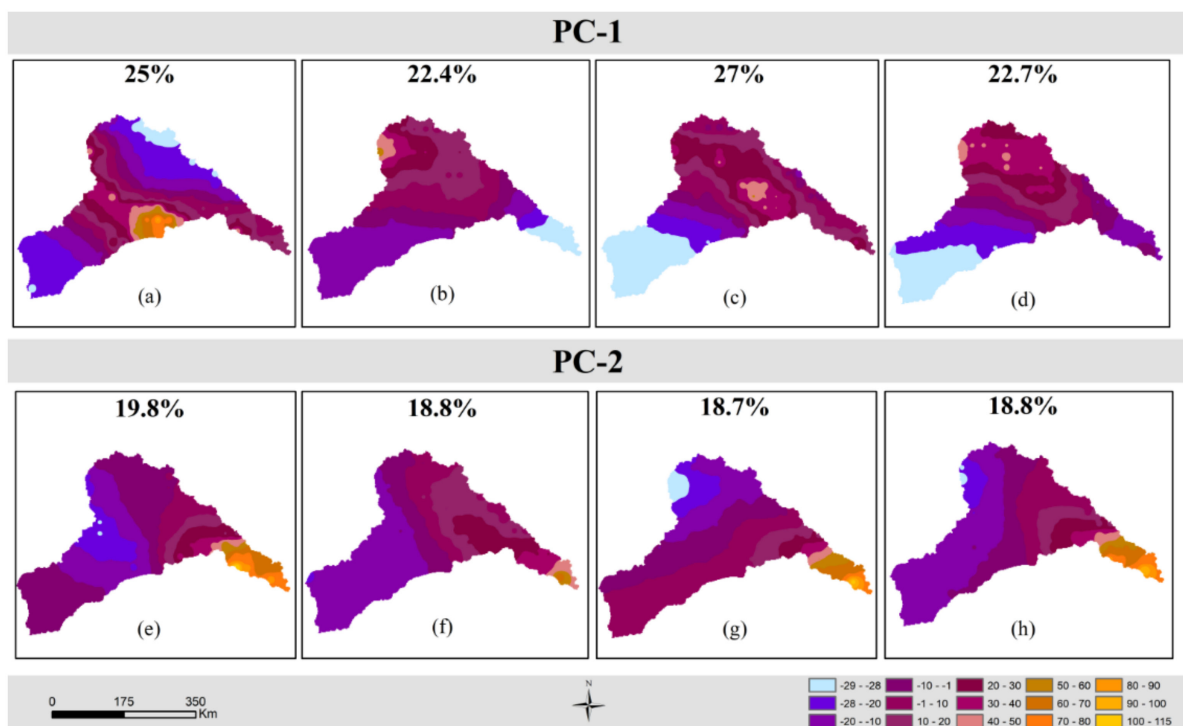 PC-1
25% 22.4% 27% 22.7%
(a) (b) (c) (d)
PC-2
19.8% 18.8% 18.7% 18.8%
(e) (f) (g) (h)
0 175 350
Km
N
-29 - -28 -10 - -1 20 - 30 50 - 60 80 - 90
-28 - -20 -1 - 10 30 - 40 60 - 70 90 - 100
-20 - -10 10 - 20 40 - 50 70 - 80 100 - 115